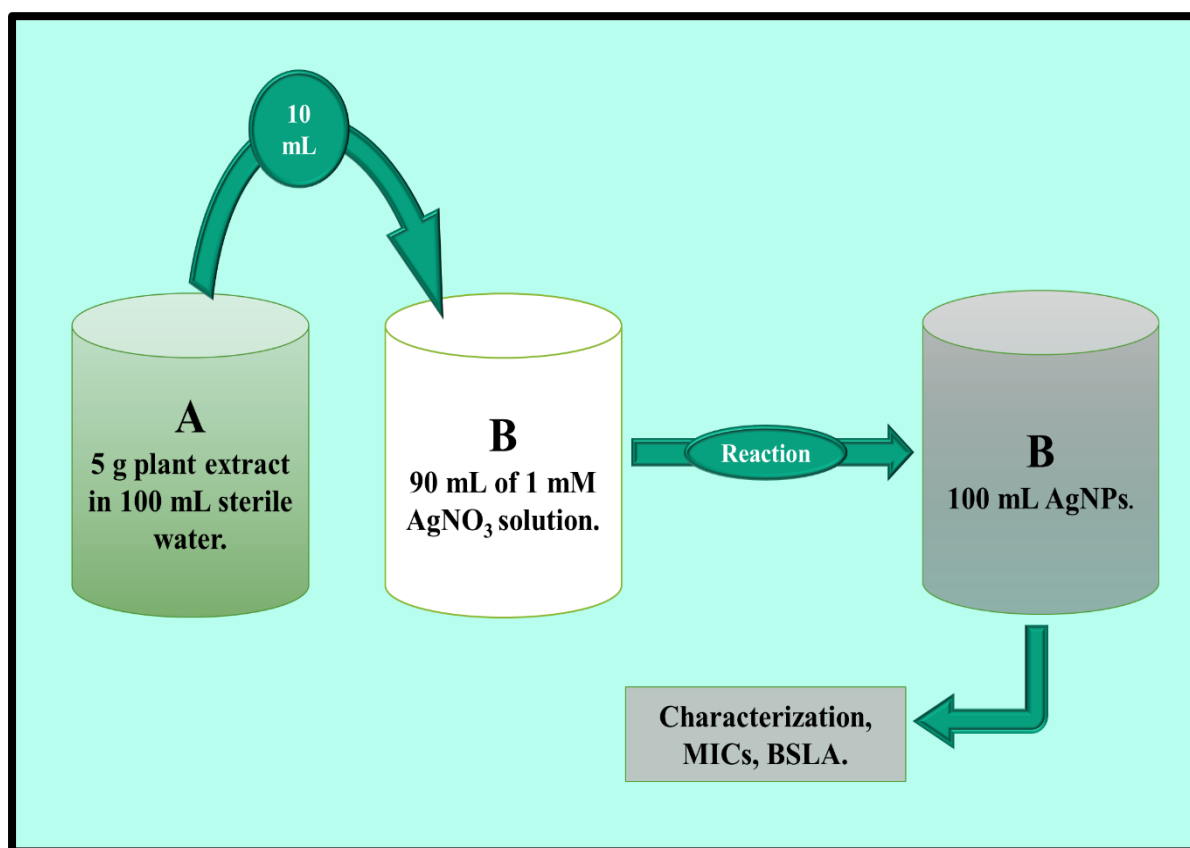 10
mL
A
5 g plant extract
in 100 mL sterile
water.
B
90 mL of 1 mM
AgNO₃ solution.
Reaction
B
100 mL AgNPs.
Characterization,
MICs, BSLA.